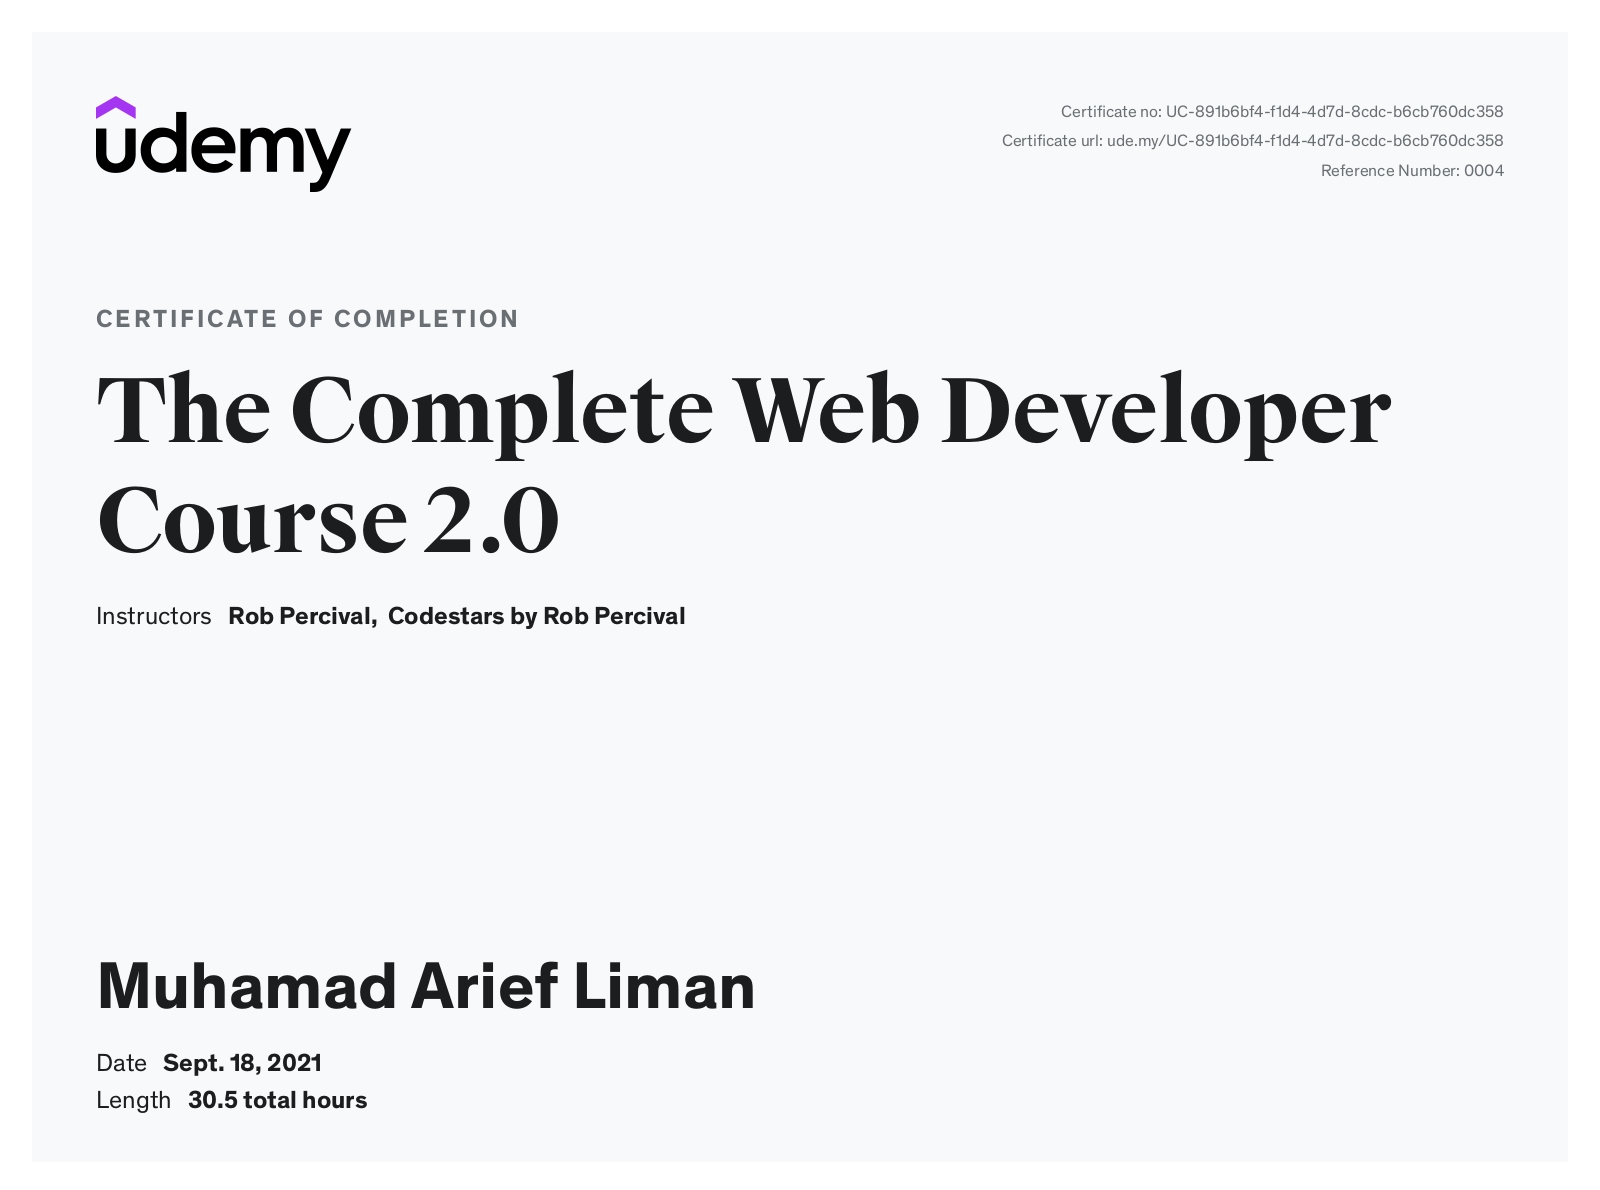 udemy
Certificate no: UC-891b6bf4-f1d4-4d7d-8cdc-b6cb760dc358
Certificate url: ude.my/UC-891b6bf4-f1d4-4d7d-8cdc-b6cb760dc358
Reference Number: 0004
CERTIFICATE OF COMPLETION
The Complete Web Developer
Course 2.0
Instructors Rob Percival, Codestars by Rob Percival
Muhamad Arief Liman
Date Sept. 18, 2021
Length 30.5 total hours